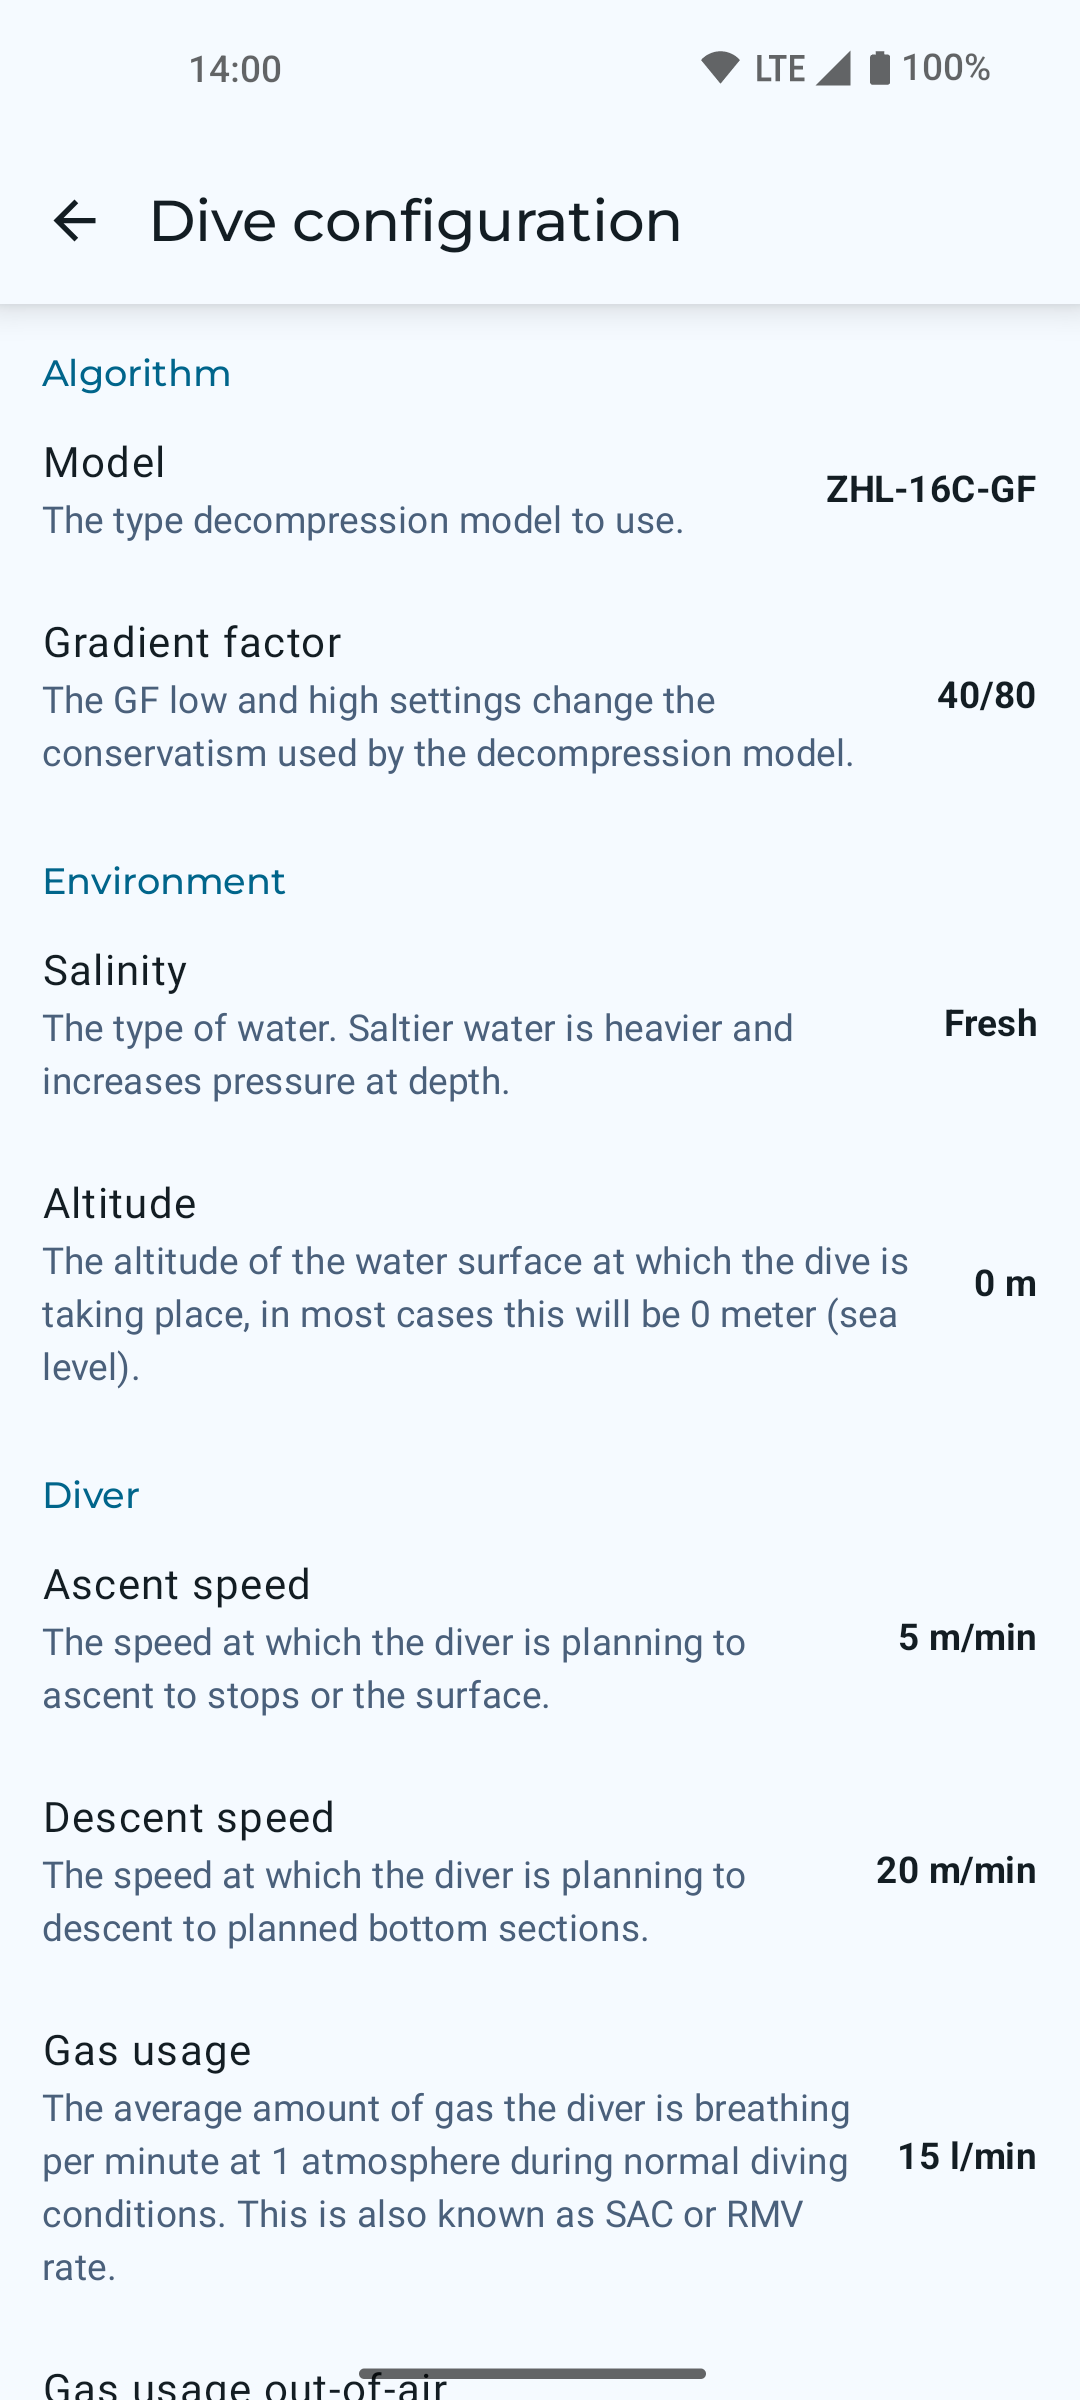 14:00
LTE 100%
Dive configuration
Algorithm
Model
The type decompression model to use.
ZHL-16C-GF
Gradient factor
The GF low and high settings change the
conservatism used by the decompression model.
40/80
Environment
Salinity
The type of water. Saltier water is heavier and
increases pressure at depth.
Fresh
Altitude
The altitude of the water surface at which the dive is
taking place, in most cases this will be 0 meter (sea
level).
0 m
Diver
Ascent speed
The speed at which the diver is planning to
ascent to stops or the surface.
5 m/min
Descent speed
The speed at which the diver is planning to
descent to planned bottom sections.
20 m/min
Gas usage
The average amount of gas the diver is breathing
per minute at 1 atmosphere during normal diving
conditions. This is also known as SAC or RMV
rate.
15 l/min
Gas usage out-of-air